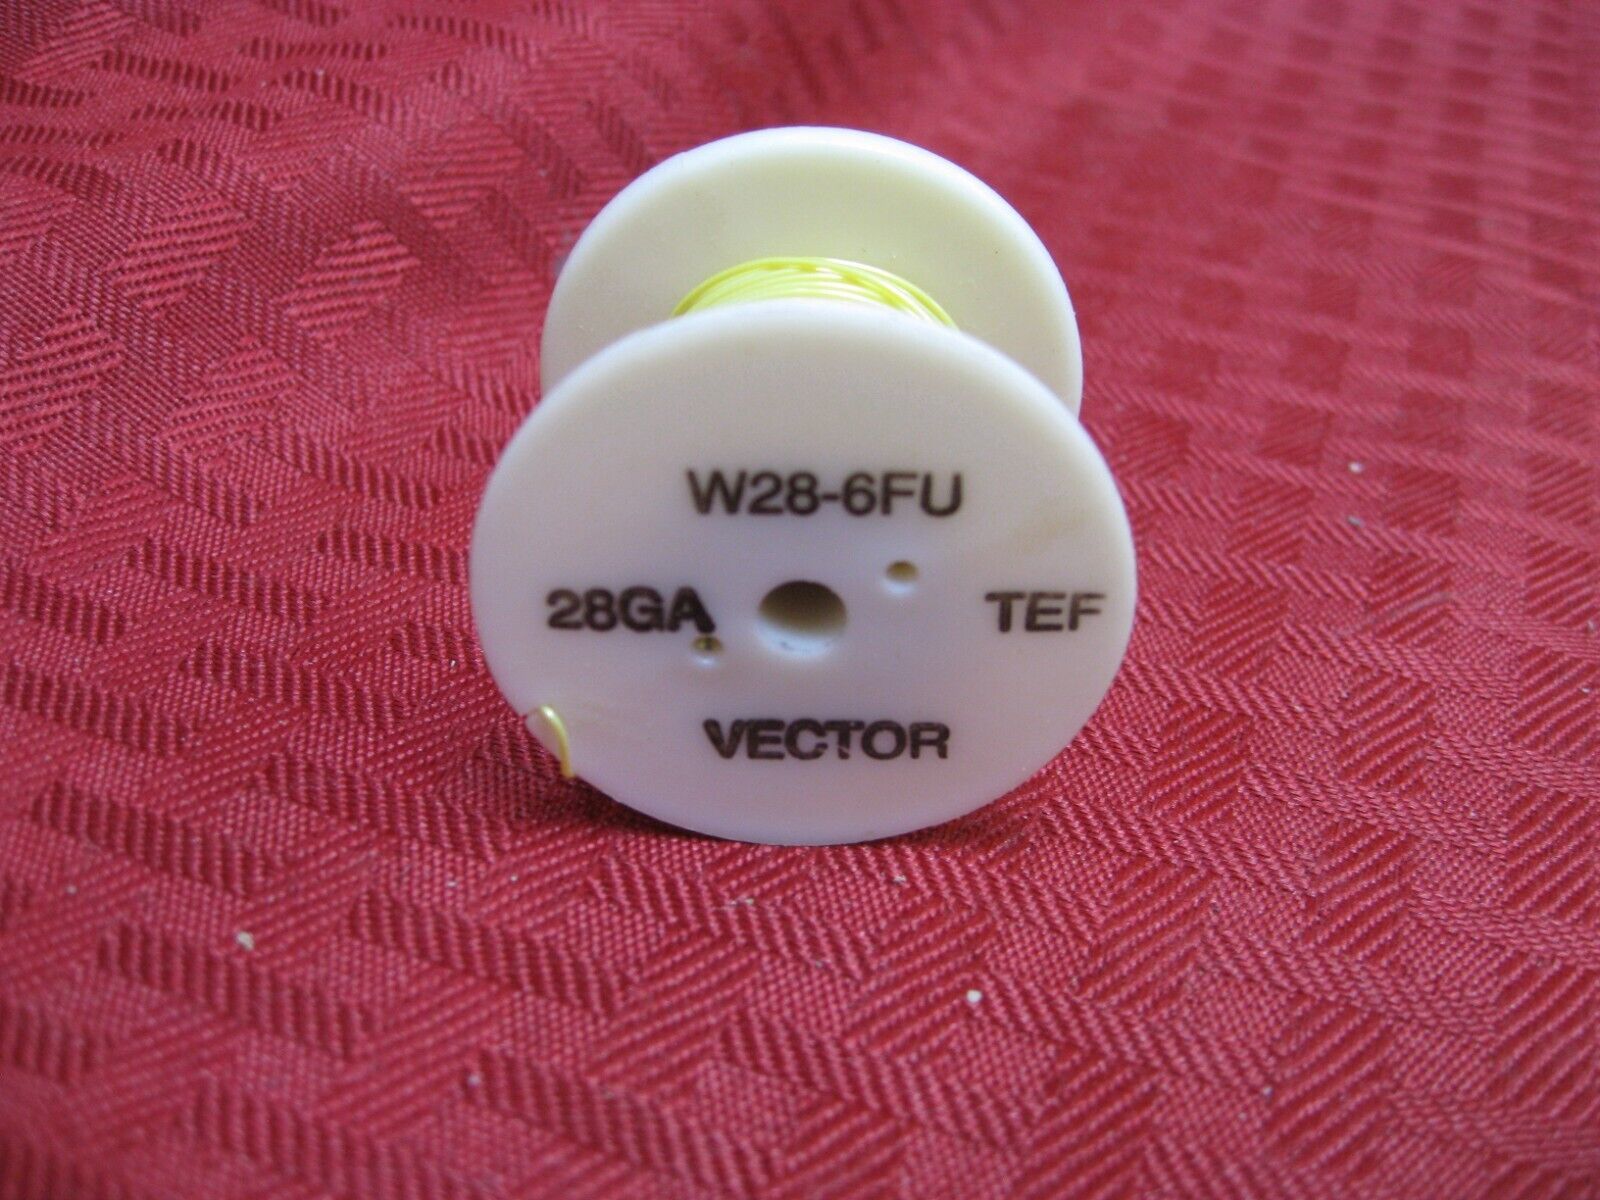 W28-6FU
28GA TEF
VECTOR